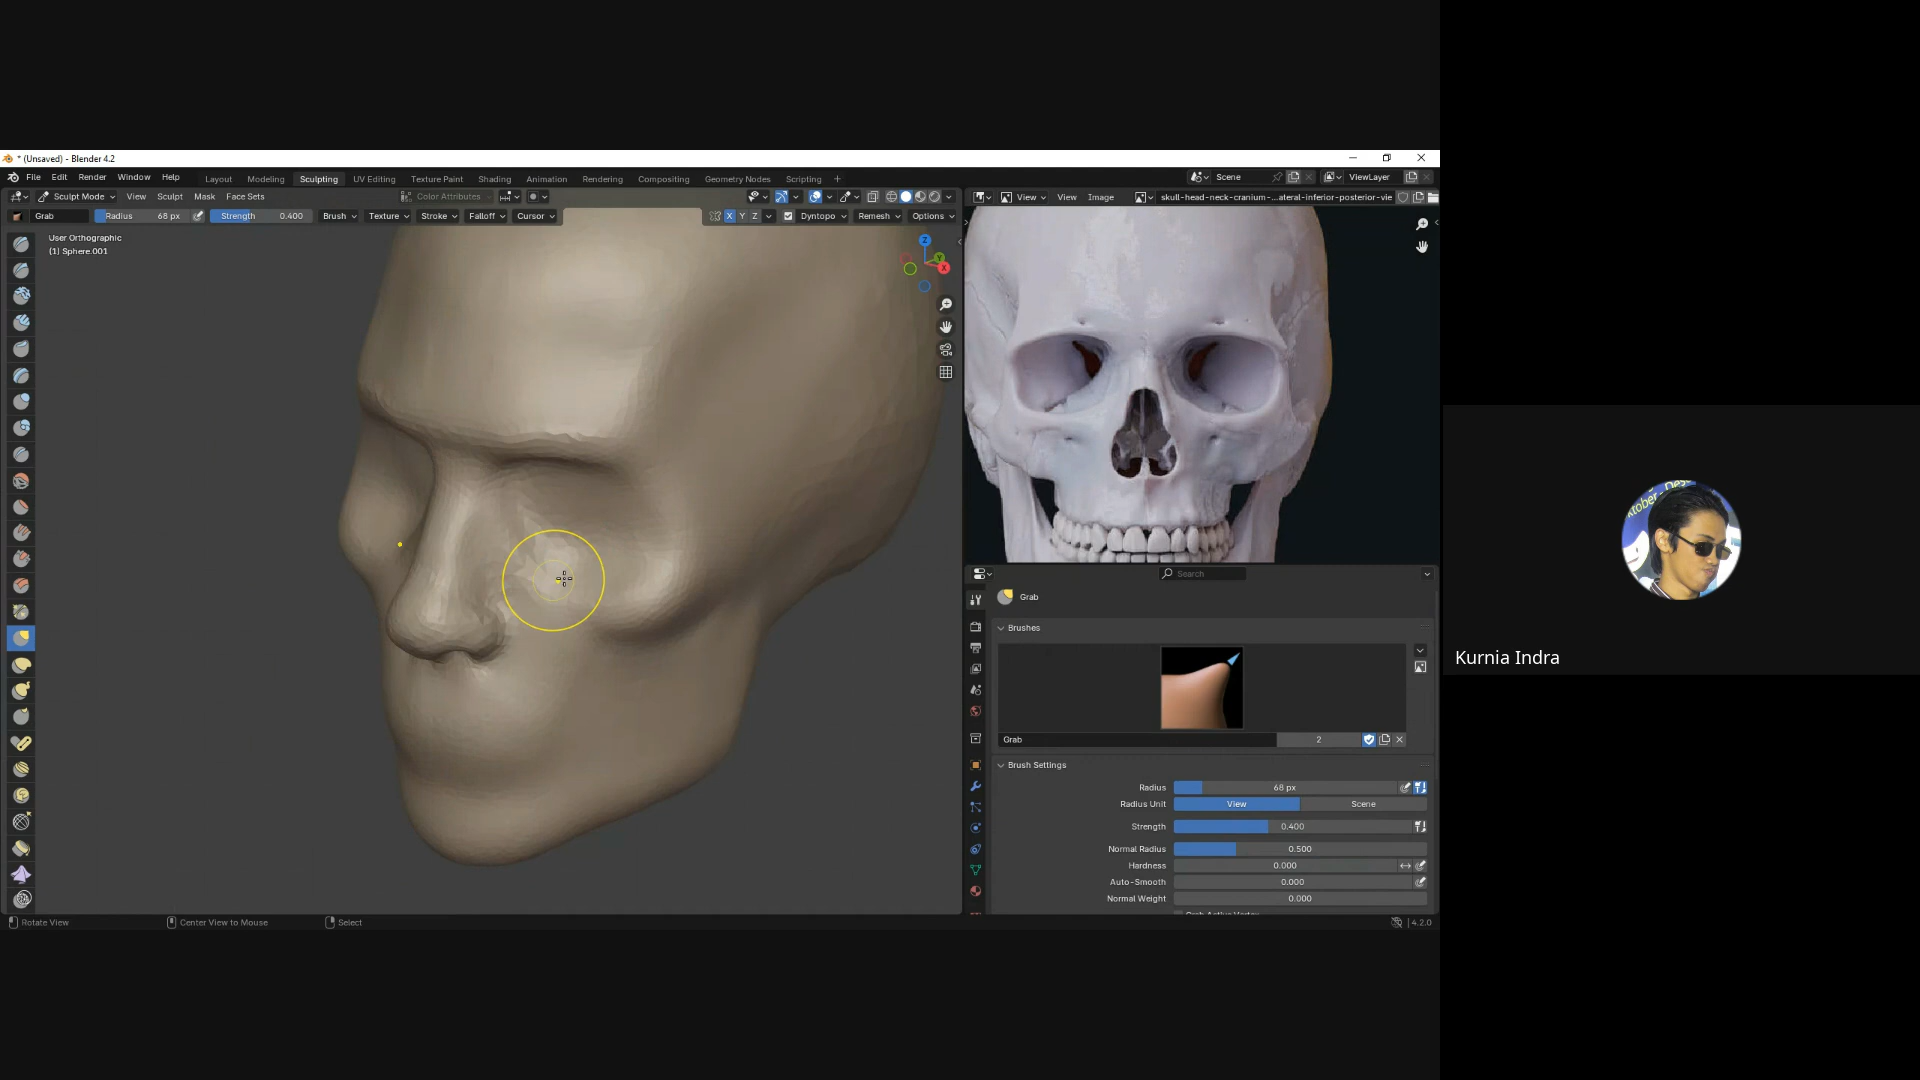 * (Unsaved) - Blender 4.2
File Edit Render Window Help Layout Modeling Sculpting UV Editing Texture Paint Shading Animation Rendering Compositing Geometry Nodes Scripting + Scene ViewLayer
Sculpt Mode View Sculpt Mask Face Sets Color Attributes View View Image skull-head-neck-cranium-...ateral-inferior-posterior-vie
Grab Radius 68 px Strength 0.400 Brush Texture Stroke Falloff Cursor X Y Z Dyntopo Remesh Options
User Orthographic
(1) Sphere.001
Z
Y
X
Search
Grab
Brushes
Grab 2
Brush Settings
Radius 68 px
Radius Unit View Scene
Strength 0.400
Normal Radius 0.500
Hardness 0.000
Auto-Smooth 0.000
Normal Weight 0.000
Rotate View Center View to Mouse Select 4.2.0
Kurnia Indra